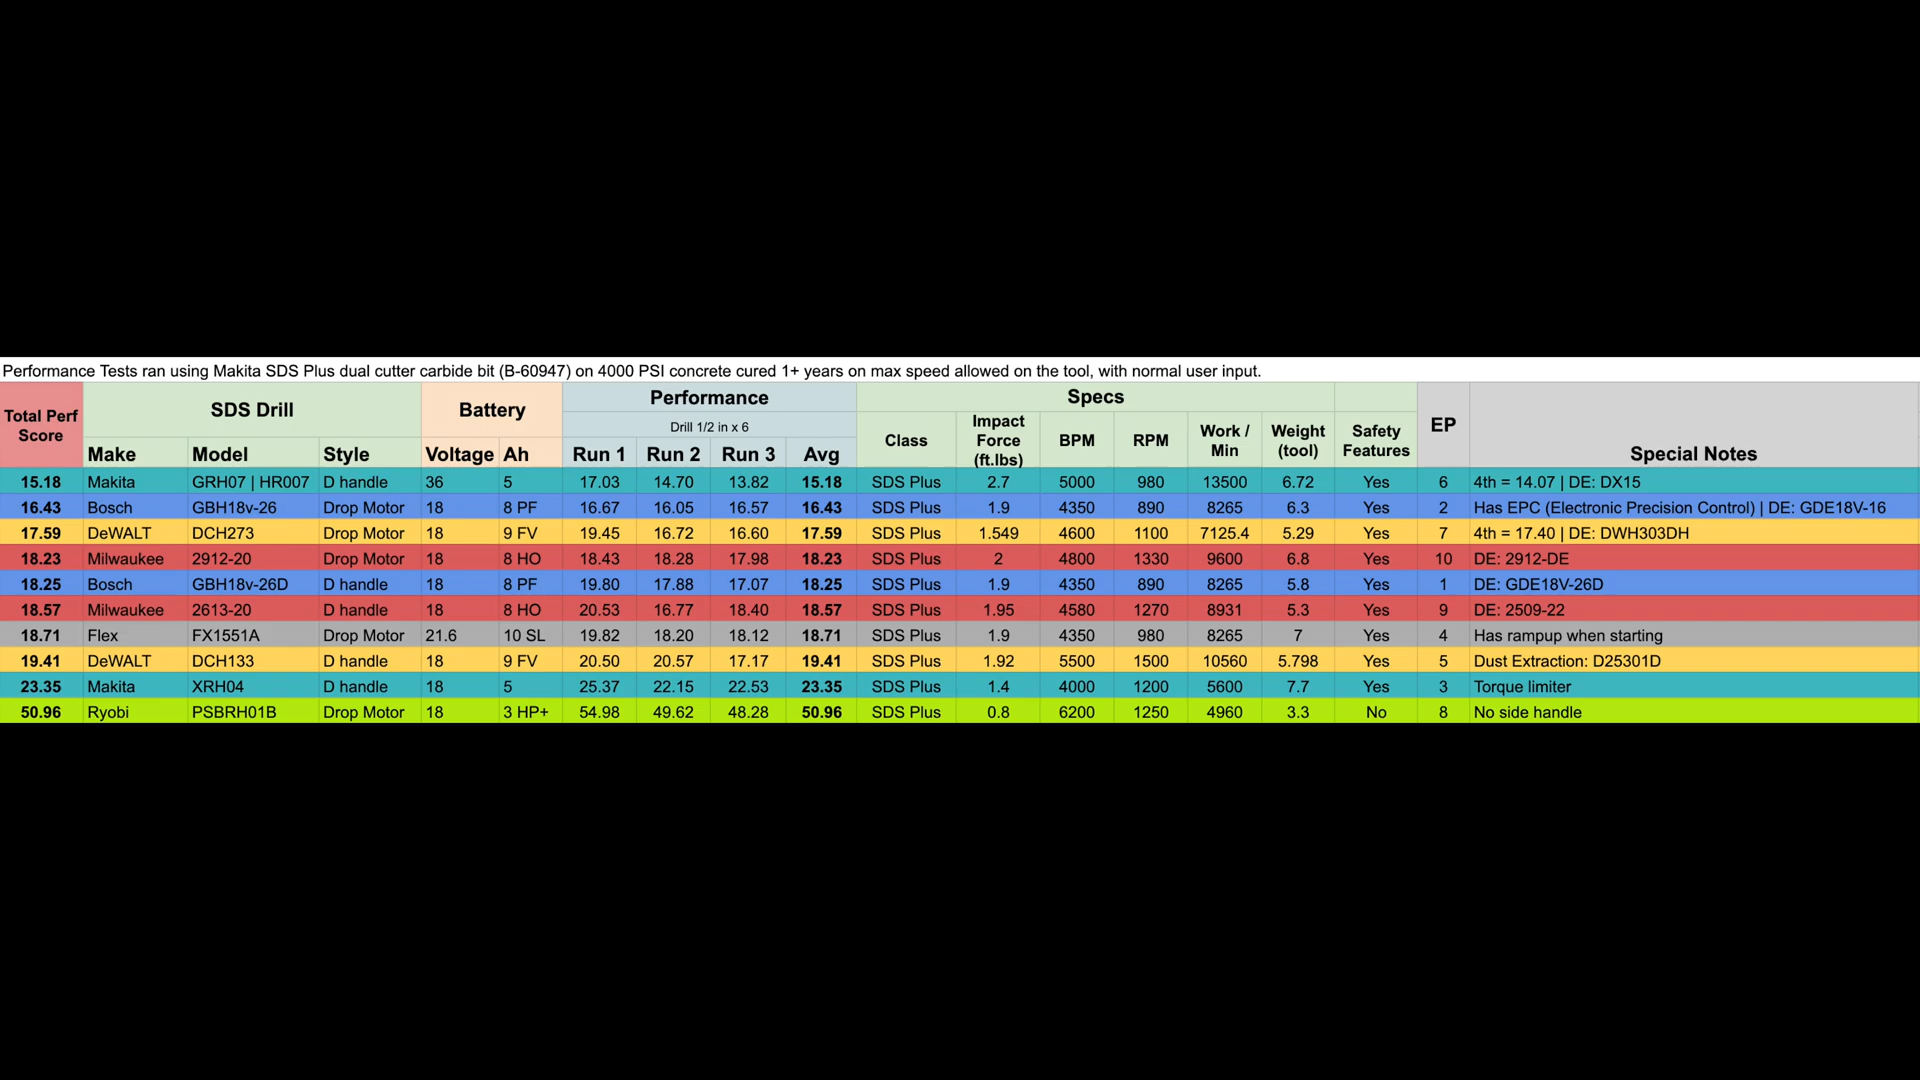 Performance Tests ran using Makita SDS Plus dual cutter carbide bit (B-60947) on 4000 PSI concrete cured 1+ years on max speed allowed on the tool, with normal user input.
Total Perf Score SDS Drill Battery Performance Specs EP Special Notes
Drill 1/2 in x 6 Class Impact Force (ft.lbs) BPM RPM Work / Min Weight (tool) Safety Features
Make Model Style Voltage Ah Run 1 Run 2 Run 3 Avg
15.18 Makita GRH07 | HR007 D handle 36 5 17.03 14.70 13.82 15.18 SDS Plus 2.7 5000 980 13500 6.72 Yes 6 4th = 14.07 | DE: DX15
16.43 Bosch GBH18v-26 Drop Motor 18 8 PF 16.67 16.05 16.57 16.43 SDS Plus 1.9 4350 890 8265 6.3 Yes 2 Has EPC (Electronic Precision Control) | DE: GDE18V-16
17.59 DeWALT DCH273 Drop Motor 18 9 FV 19.45 16.72 16.60 17.59 SDS Plus 1.549 4600 1100 7125.4 5.29 Yes 7 4th = 17.40 | DE: DWH303DH
18.23 Milwaukee 2912-20 Drop Motor 18 8 HO 18.43 18.28 17.98 18.23 SDS Plus 2 4800 1330 9600 6.8 Yes 10 DE: 2912-DE
18.25 Bosch GBH18v-26D D handle 18 8 PF 19.80 17.88 17.07 18.25 SDS Plus 1.9 4350 890 8265 5.8 Yes 1 DE: GDE18V-26D
18.57 Milwaukee 2613-20 D handle 18 8 HO 20.53 16.77 18.40 18.57 SDS Plus 1.95 4580 1270 8931 5.3 Yes 9 DE: 2509-22
18.71 Flex FX1551A Drop Motor 21.6 10 SL 19.82 18.20 18.12 18.71 SDS Plus 1.9 4350 980 8265 7 Yes 4 Has rampup when starting
19.41 DeWALT DCH133 D handle 18 9 FV 20.50 20.57 17.17 19.41 SDS Plus 1.92 5500 1500 10560 5.798 Yes 5 Dust Extraction: D25301D
23.35 Makita XRH04 D handle 18 5 25.37 22.15 22.53 23.35 SDS Plus 1.4 4000 1200 5600 7.7 Yes 3 Torque limiter
50.96 Ryobi PSBRH01B Drop Motor 18 3 HP+ 54.98 49.62 48.28 50.96 SDS Plus 0.8 6200 1250 4960 3.3 No 8 No side handle